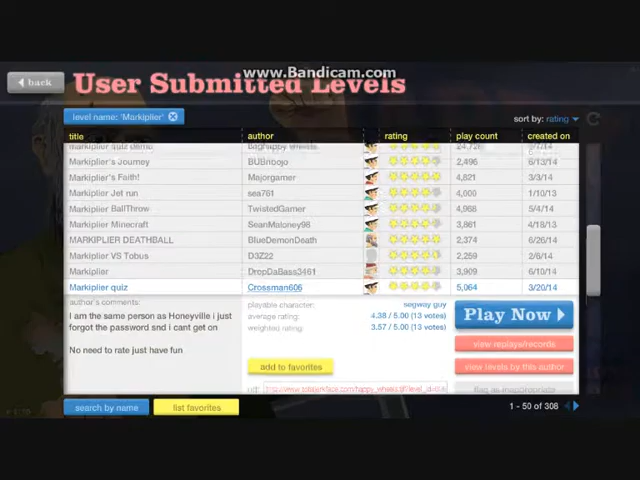 www.Bandicam.com
back
User Submitted Levels
level name: 'Markiplier'
sort by: rating
title author rating play count created on
markiplier quiz demo
Markiplier's Journey BUBnoojo 2,496 6/13/14
Markiplier's Faith! Majorgamer 4,821 3/3/14
Markiplier Jet run sea761 4,000 1/10/13
Markiplier BallThrow TwistedGamer 4,968 5/4/14
Markiplier Minecraft SeanMaloney98 3,861 4/18/13
MARKIPLIER DEATHBALL BlueDemonDeath 2,374 6/26/14
Markiplier VS Tobus D3Z22 2,259 2/6/14
Markiplier DropDaBass3461 3,909 6/10/14
Markiplier quiz Crossman606 5,064 3/20/14
author's comments:
I am the same person as Honeyville i just
forgot the password snd i cant get on
No need to rate just have fun
playable character: segway guy
average rating: 4.38 / 5.00 (13 votes)
weighted rating: 3.57 / 5.00 (13 votes)
add to favorites
url:
Play Now
view replays/records
view levels by this author
flag as inappropriate
search by name
list favorites
1 - 50 of 306